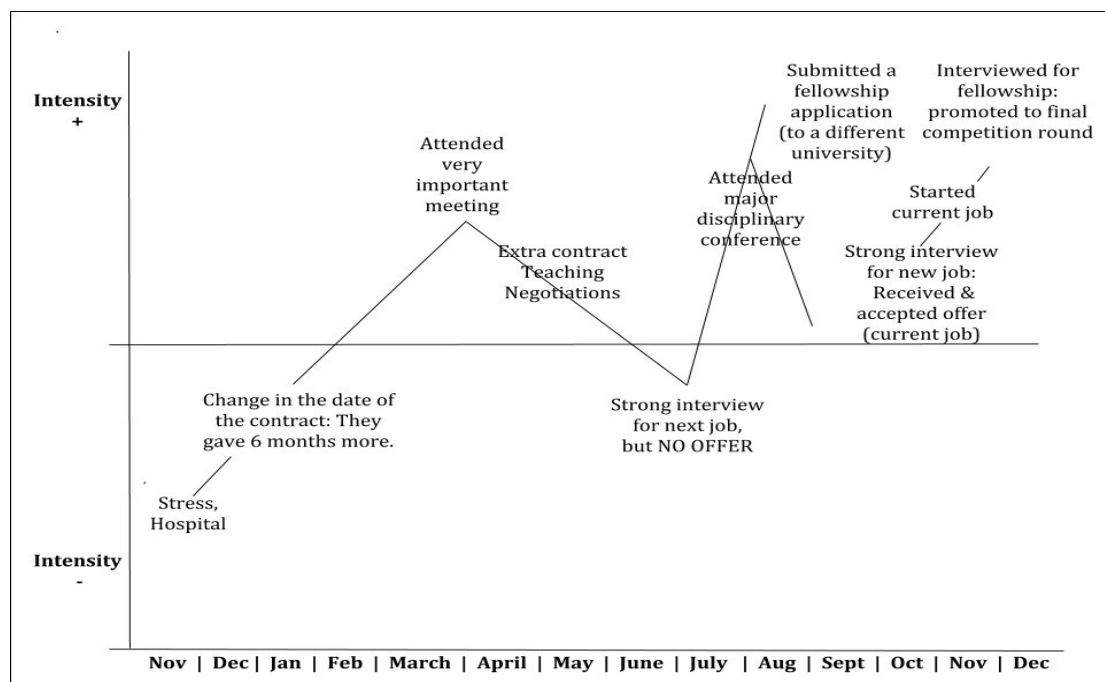 Intensity
+
Attended
very
important
meeting
Submitted a
fellowship
application
(to a different
university)
Interviewed for
fellowship:
promoted to final
competition round
Attended
major
disciplinary
conference
Started
current job
Extra contract
Teaching
Negotiations
Strong interview
for new job:
Received &
accepted offer
(current job)
Change in the date of
the contract: They
gave 6 months more.
Strong interview
for next job,
but NO OFFER
Stress,
Hospital
Intensity
-
Nov | Dec | Jan | Feb | March | April | May | June | July | Aug | Sept | Oct | Nov | Dec